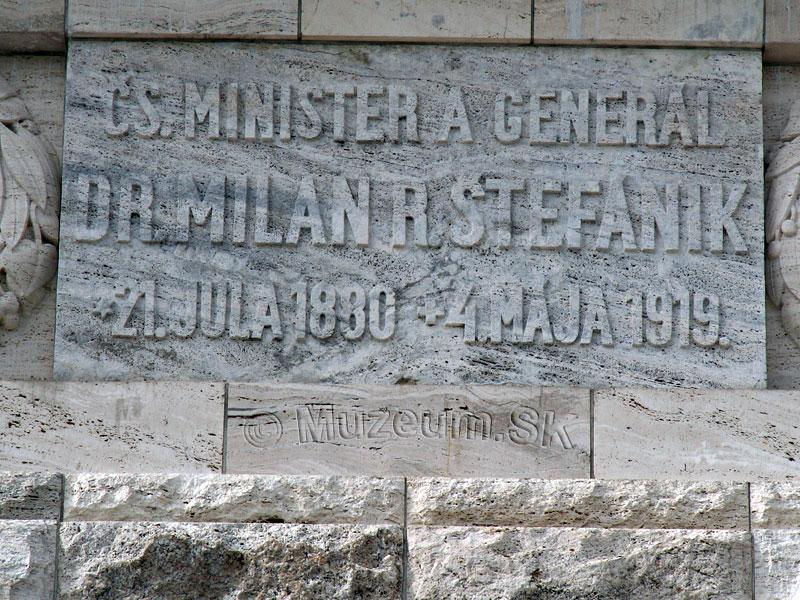 ČS. MINISTER A GENERÁL
DR. MILAN R. ŠTEFÁNIK
*21. JÚLA 1880 +4. MÁJA 1919.
© Muzeum.SK